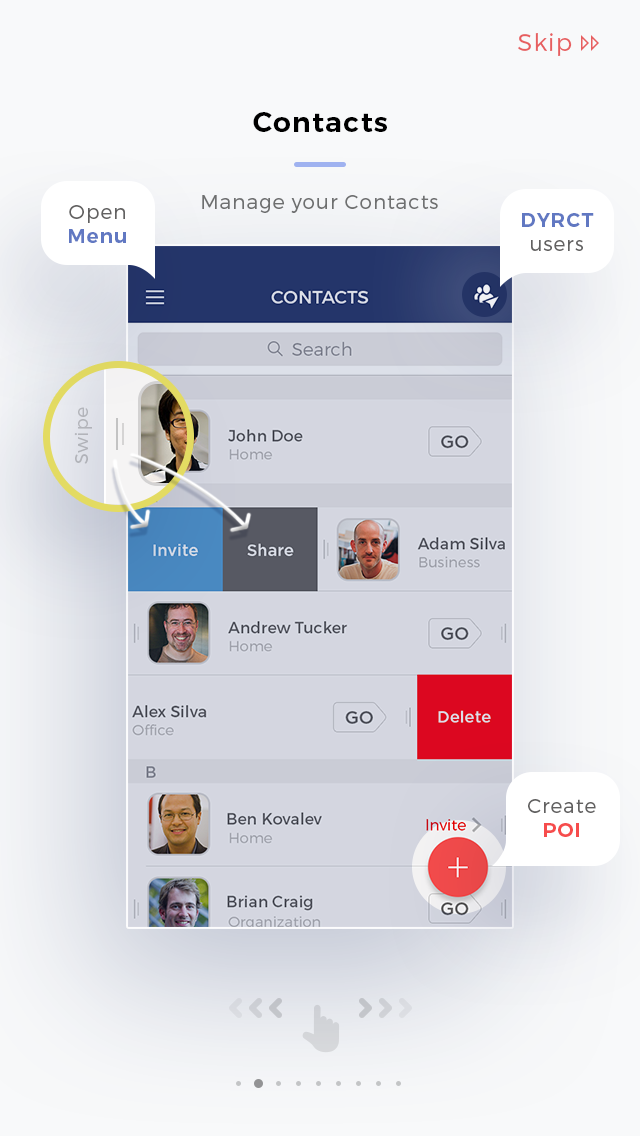 Skip
Contacts
Manage your Contacts
Open
Menu
DYRCT
users
CONTACTS
Search
Swipe
John Doe
Home
GO
Invite
Share
Adam Silva
Business
Andrew Tucker
Home
GO
Alex Silva
Office
GO
Delete
B
Ben Kovalev
Home
Invite
Create
POI
Brian Craig
Organization
GO